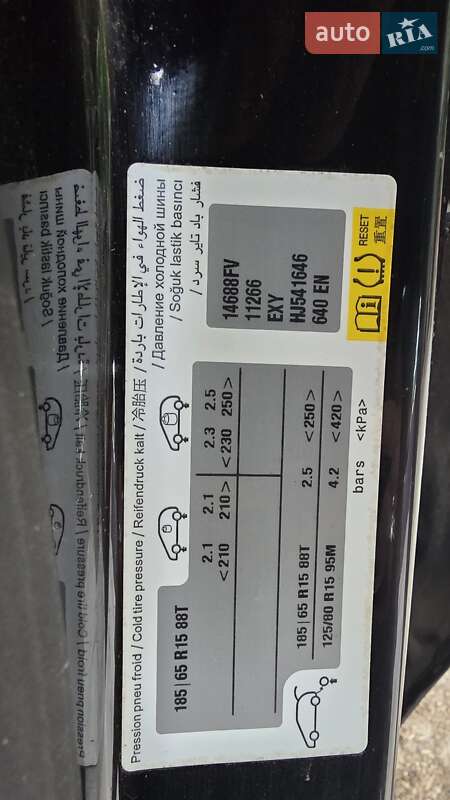 auto RIA.com
Pression pneu froid / Cold tire pressure / Reifendruck kalt / 冷胎压 /
ضغط الهواء في الإطارات باردة /
/ Давление холодной шины
/ Soğuk lastik basıncı
/ فشار باد تایر سرد
185|65 R15 88T
2.1 2.1
<210 210>
2.3 2.5
<230 250>
185|65 R15 88T 2.5 <250>
125/80 R15 95M 4.2 <420>
bars <kPa>
14688FV
11266
EXY
HJ541646
640 EN
RESET
重置